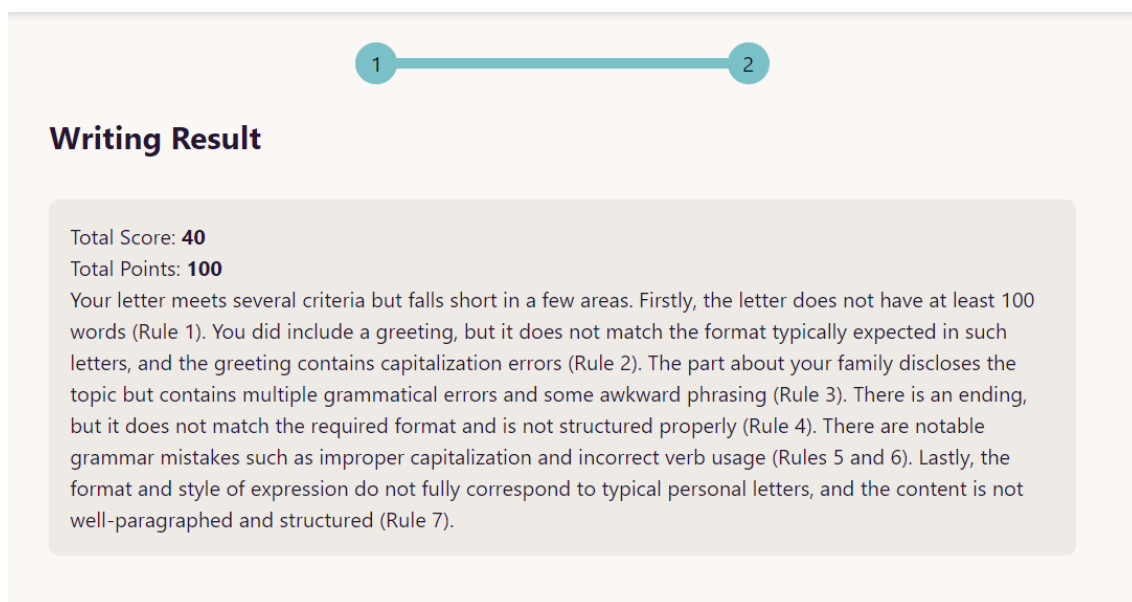 1 2
Writing Result
Total Score: 40
Total Points: 100
Your letter meets several criteria but falls short in a few areas. Firstly, the letter does not have at least 100
words (Rule 1). You did include a greeting, but it does not match the format typically expected in such
letters, and the greeting contains capitalization errors (Rule 2). The part about your family discloses the
topic but contains multiple grammatical errors and some awkward phrasing (Rule 3). There is an ending,
but it does not match the required format and is not structured properly (Rule 4). There are notable
grammar mistakes such as improper capitalization and incorrect verb usage (Rules 5 and 6). Lastly, the
format and style of expression do not fully correspond to typical personal letters, and the content is not
well-paragraphed and structured (Rule 7).